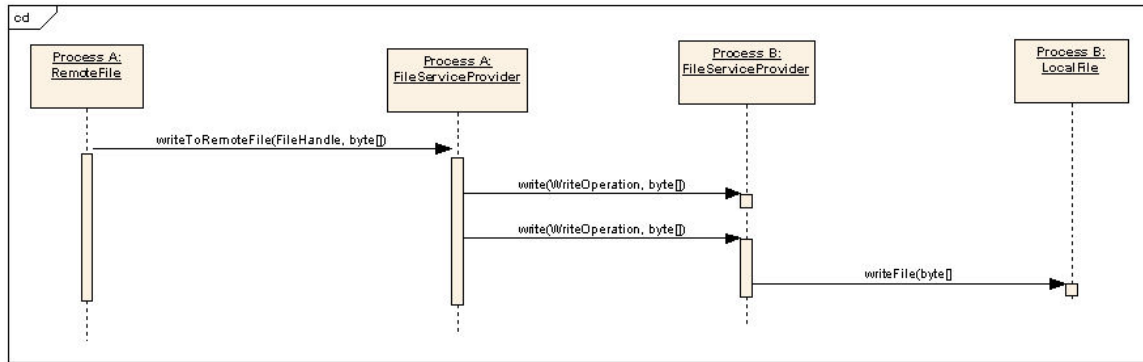 cd
Process A:
RemoteFile
Process A:
FileServiceProvider
Process B:
FileServiceProvider
Process B:
LocalFile
writeToRemoteFile(FileHandle, byte[])
write(WriteOperation, byte[])
write(WriteOperation, byte[])
writeFile(byte[]